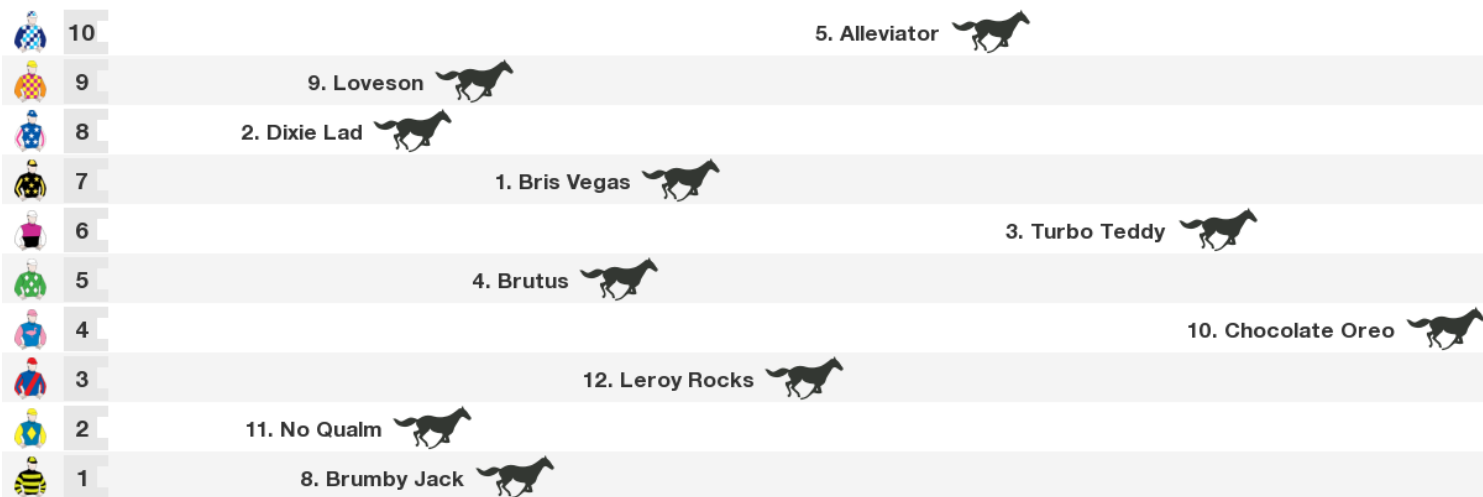 10 5. Alleviator
9 9. Loveson
8 2. Dixie Lad
7 1. Bris Vegas
6 3. Turbo Teddy
5 4. Brutus
4 10. Chocolate Oreo
3 12. Leroy Rocks
2 11. No Qualm
1 8. Brumby Jack